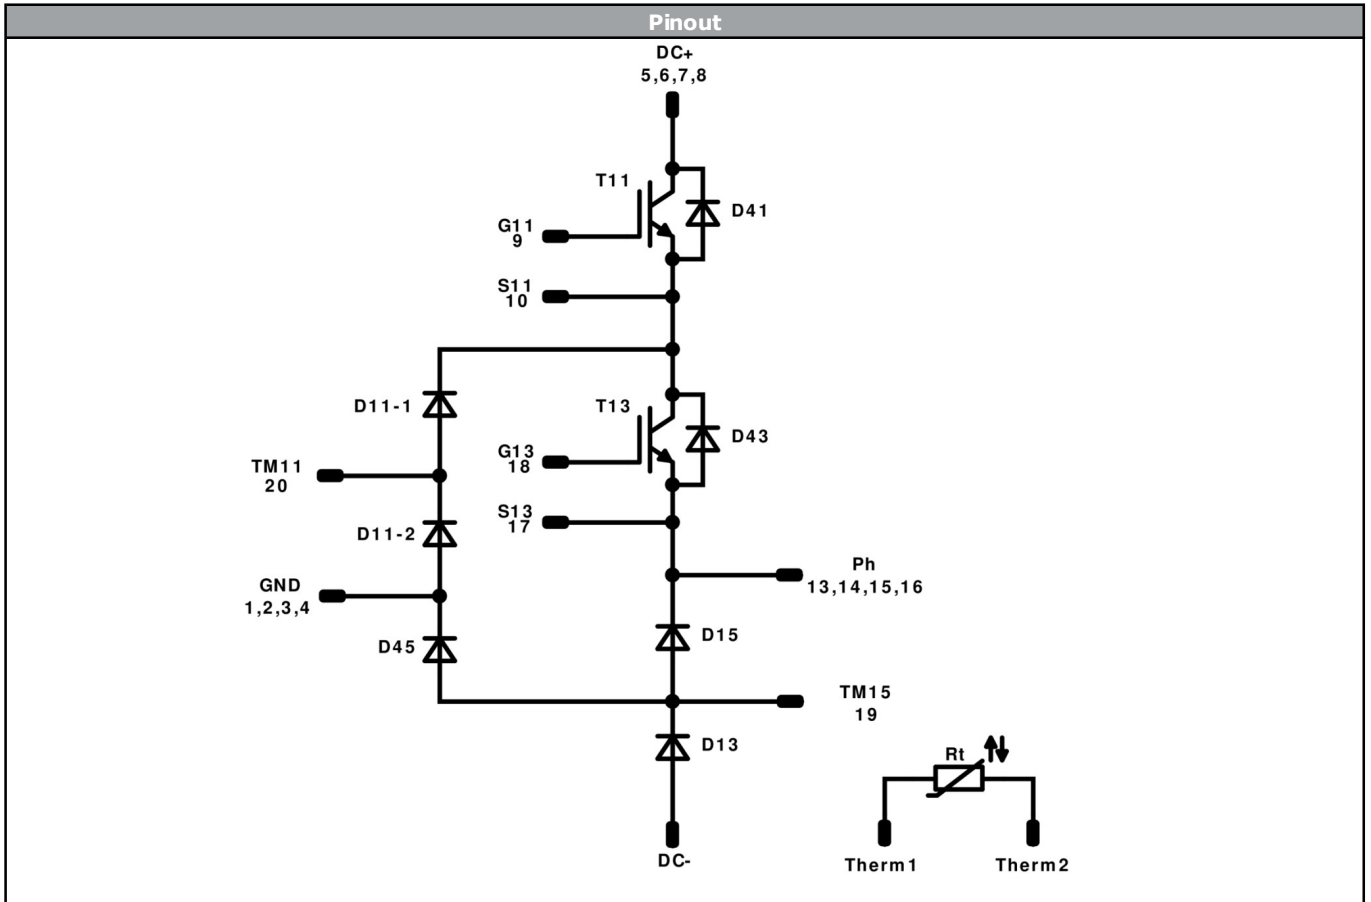 Pinout
DC+
5,6,7,8
T11
D41
G11
9
S11
10
D11-1
T13
D43
G13
18
TM11
20
S13
17
D11-2
Ph
13,14,15,16
GND
1,2,3,4
D15
D45
TM15
19
D13
Rt
DC-
Therm1
Therm2